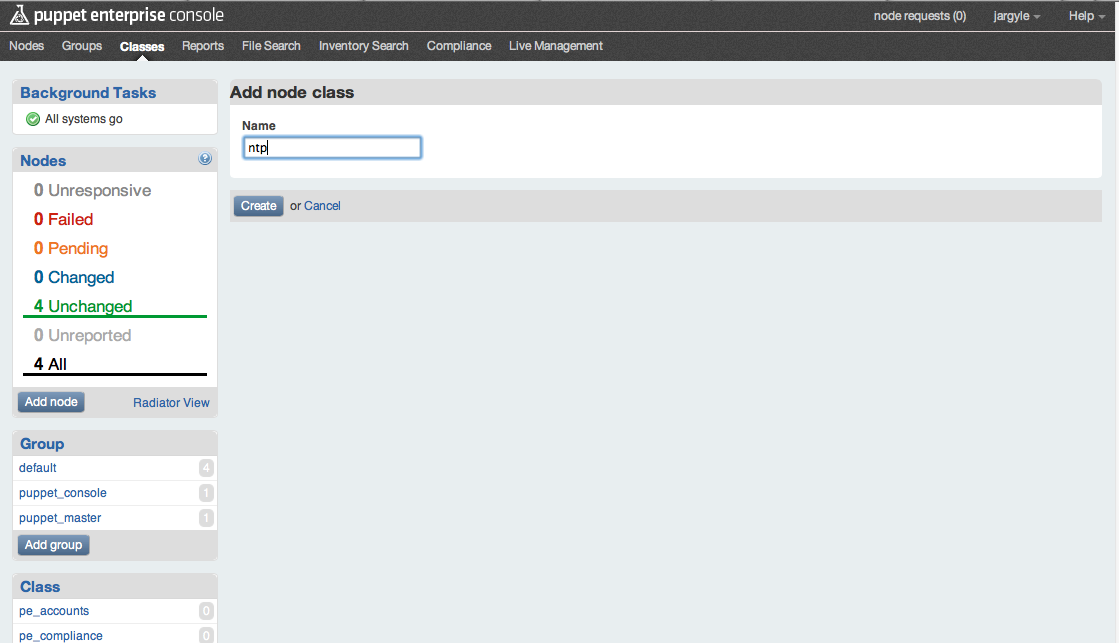 puppet enterprise console node requests (0) jargyle Help
Nodes Groups Classes Reports File Search Inventory Search Compliance Live Management
Background Tasks
All systems go
Nodes ?
0 Unresponsive
0 Failed
0 Pending
0 Changed
4 Unchanged
0 Unreported
4 All
Add node Radiator View
Group
default 4
puppet_console 1
puppet_master 1
Add group
Class
pe_accounts 0
pe_compliance 0
Add node class
Name
ntp
Create or Cancel